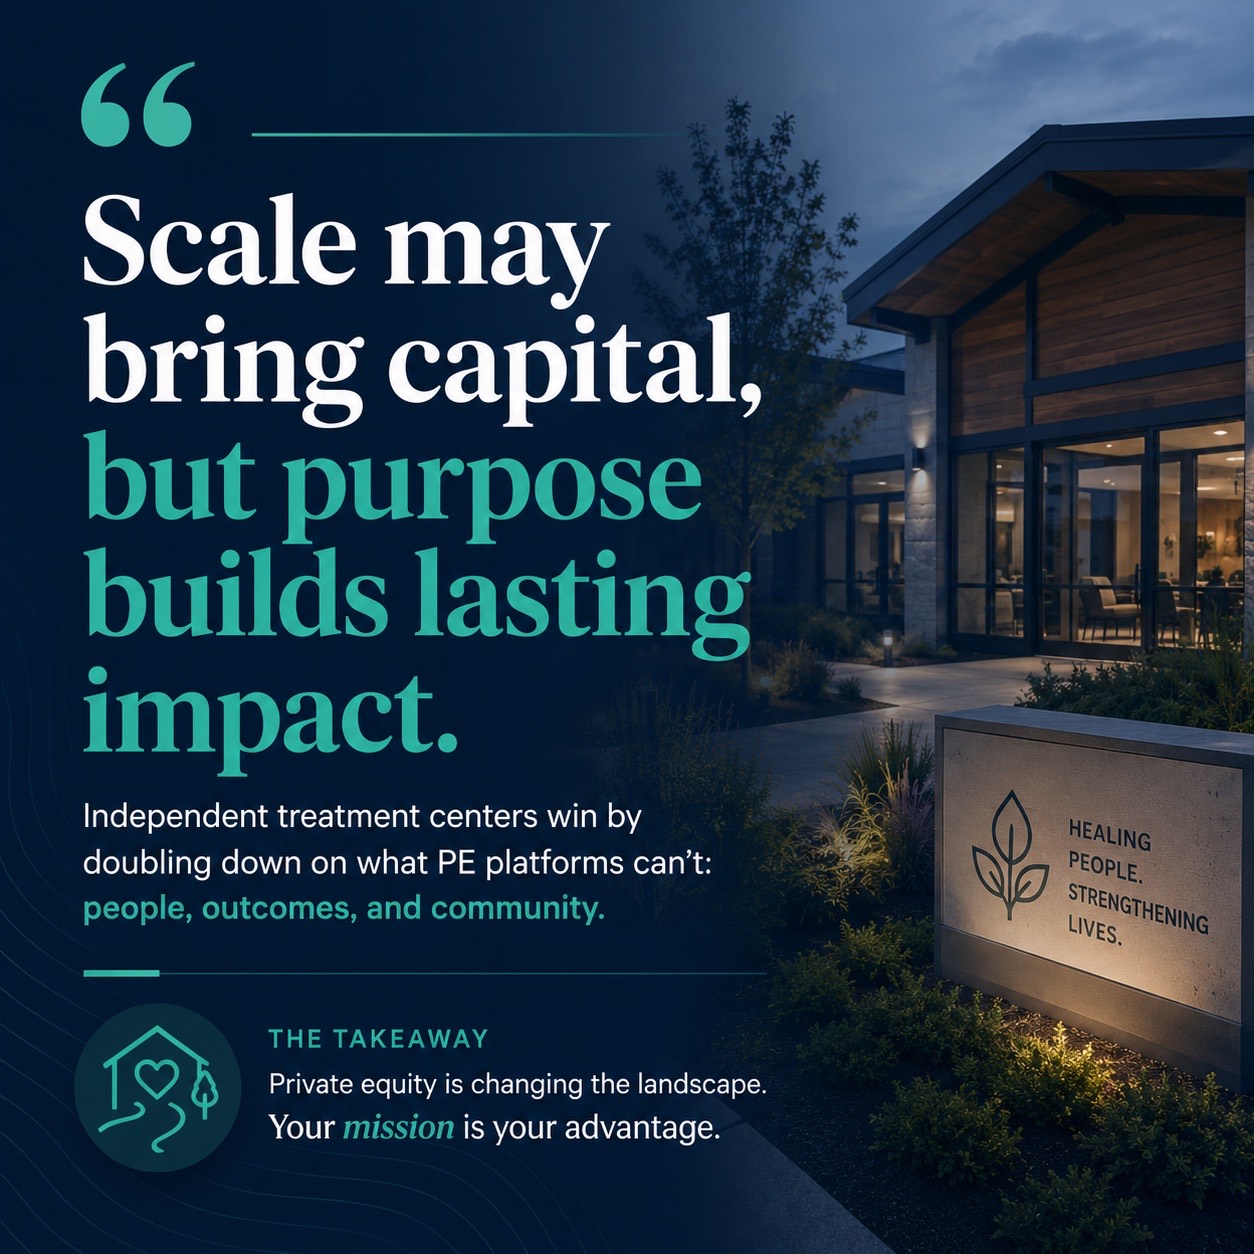 “
Scale may
bring capital,
but purpose
builds lasting
impact.
Independent treatment centers win by
doubling down on what PE platforms can’t:
people, outcomes, and community.
THE TAKEAWAY
Private equity is changing the landscape.
Your mission is your advantage.
HEALING
PEOPLE.
STRENGTHENING
LIVES.